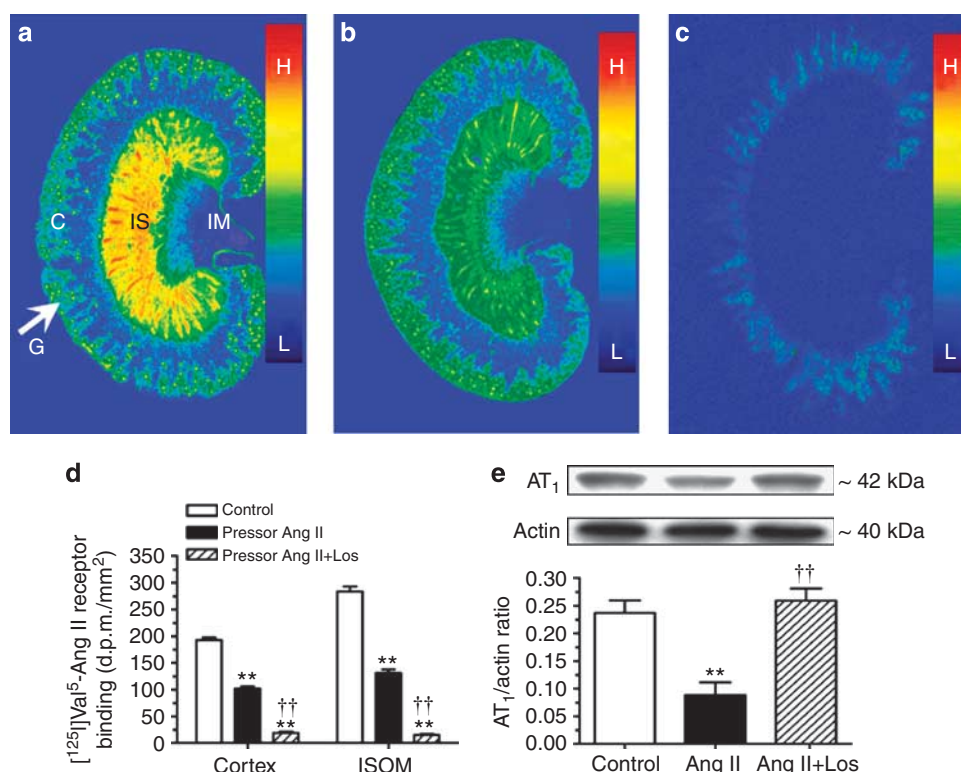 a
H
C
IS
IM
G
L
b
H
L
c
H
L
d
Control
Pressor Ang II
Pressor Ang II+Los
[¹²⁵I]Val⁵-Ang II receptor
binding (d.p.m./mm²)
350
300
250
200
150
100
50
0
**
††
**
**
††
**
Cortex
ISOM
e
AT₁
~ 42 kDa
Actin
~ 40 kDa
AT₁/actin ratio
0.30
0.25
0.20
0.25
0.10
0.05
0.00
**
††
Control
Ang II
Ang II+Los